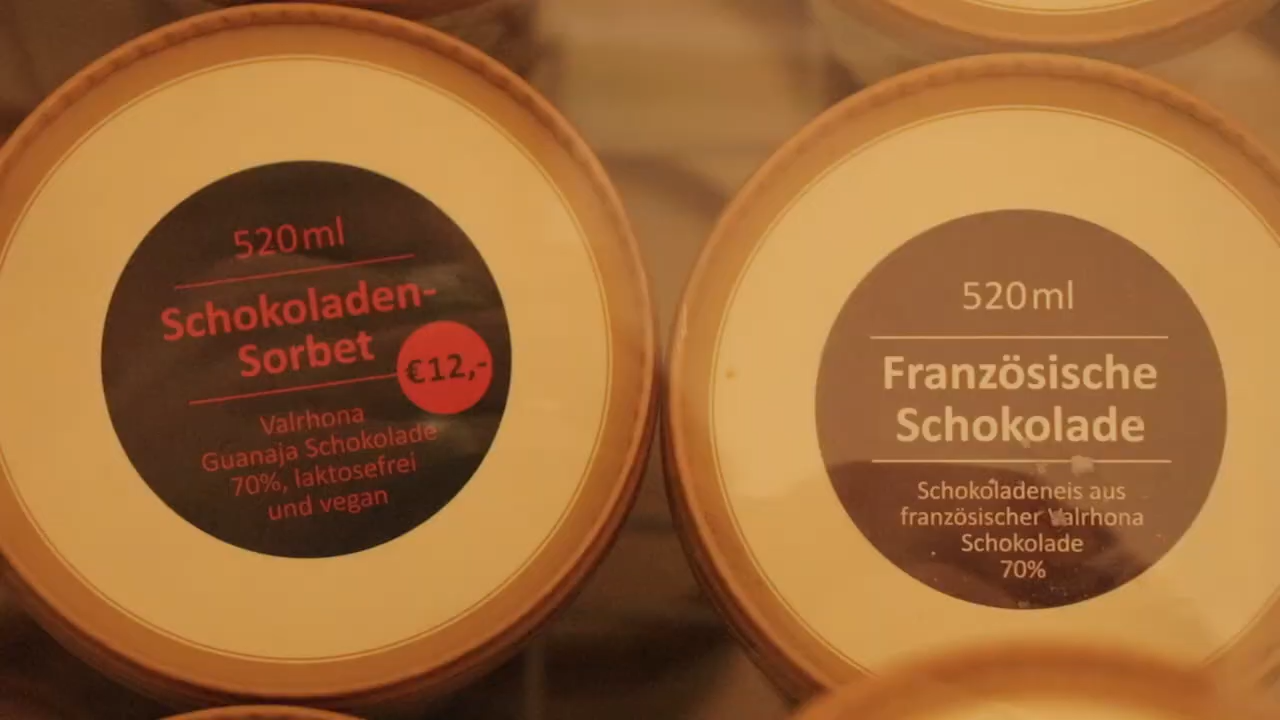 520ml
Schokoladen-
Sorbet
€12,-
Valrhona
Guanaja Schokolade
70%, laktosefrei
und vegan
520ml
Französische
Schokolade
Schokoladeneis aus
französischer Valrhona
Schokolade
70%